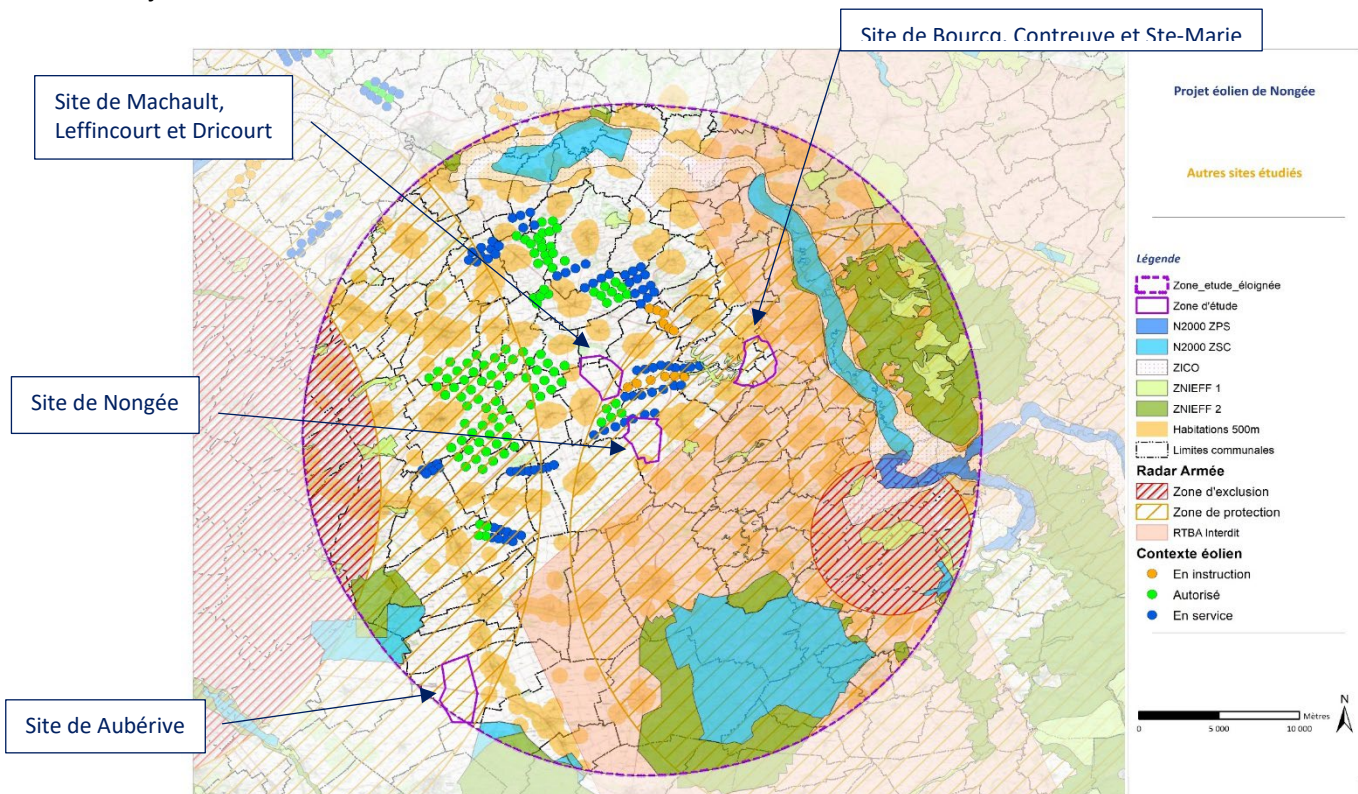 Site de Bourcq, Contreuve et Ste-Marie
Site de Machault,
Leffincourt et Dricourt
Site de Nongée
Site de Aubérive
Projet éolien de Nongée
Autres sites étudiés
Légende
Zone_etude_éloignée
Zone d'étude
N2000 ZPS
N2000 ZSC
ZICO
ZNIEFF 1
ZNIEFF 2
Habitations 500m
Limites communales
Radar Armée
Zone d'exclusion
Zone de protection
RTBA Interdit
Contexte éolien
En instruction
Autorisé
En service
N
Mètres
0 5 000 10 000